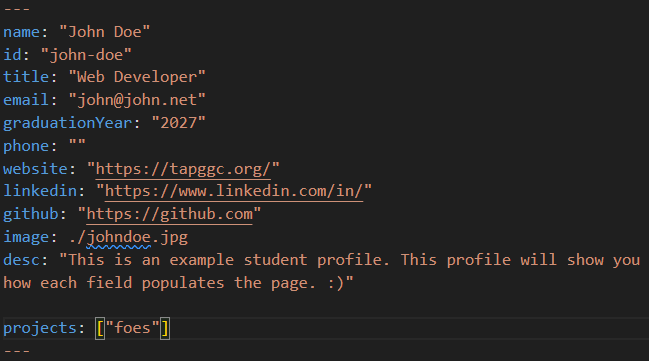 ---
name: "John Doe"
id: "john-doe"
title: "Web Developer"
email: "john@john.net"
graduationYear: "2027"
phone: ""
website: "https://tapggc.org/"
linkedin: "https://www.linkedin.com/in/"
github: "https://github.com"
image: ./johndoe.jpg
desc: "This is an example student profile. This profile will show you
how each field populates the page. :)"
projects: ["foes"]
---